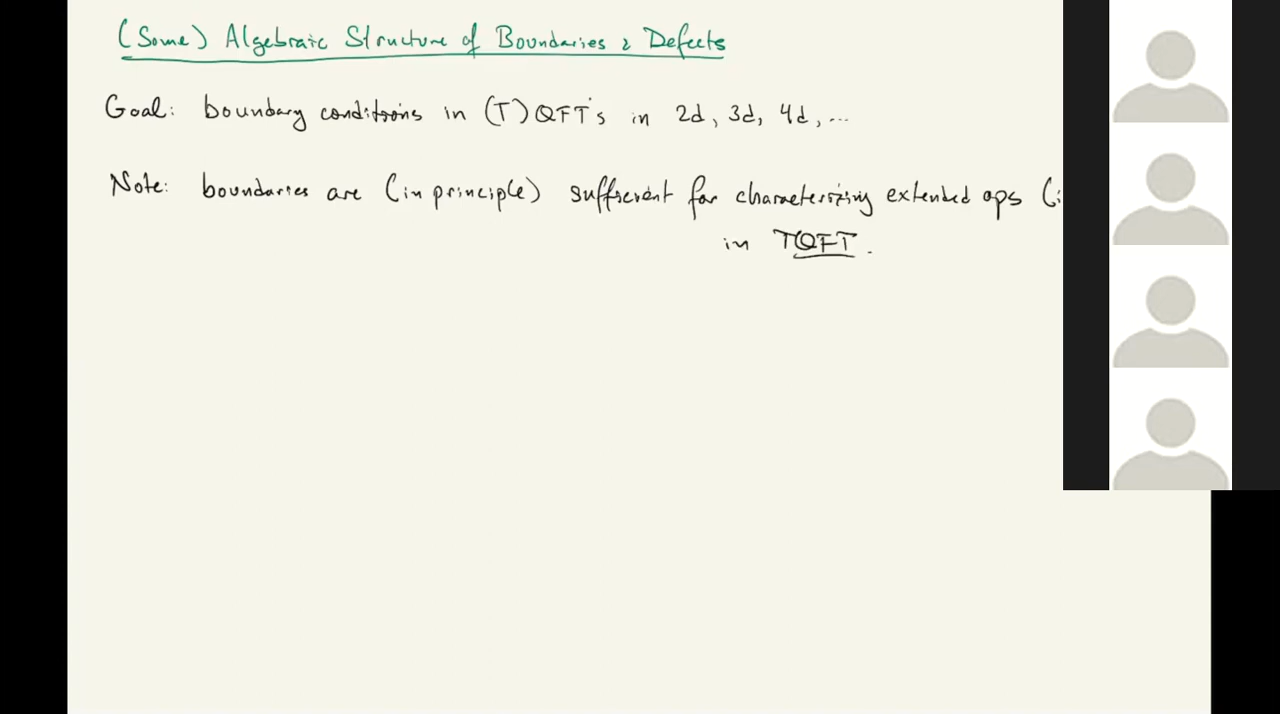 (Some) Algebraic Structure of Boundaries & Defects
Goal: boundary conditions in (T)QFT's in 2d, 3d, 4d, ...
Note: boundaries are (in principle) sufficient for characterizing extended ops (
in TQFT.